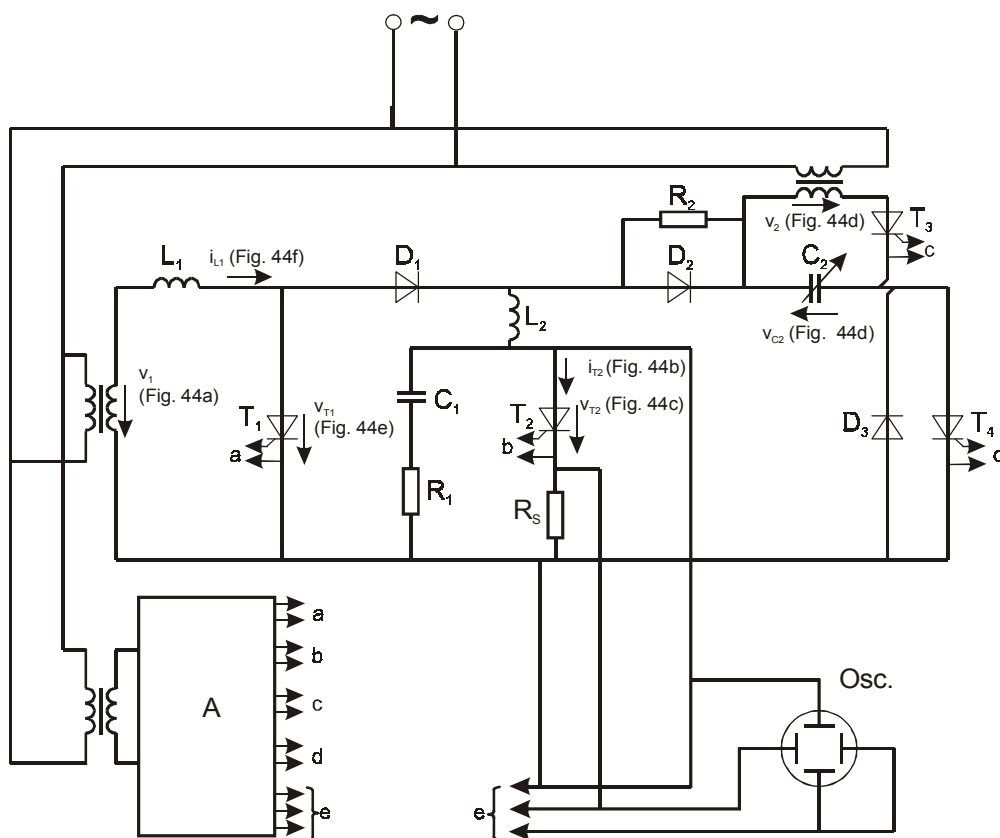 ~
R₂
v₂ (Fig. 44d)
T₃
c
L₁
i_L1 (Fig. 44f)
D₁
D₂
C₂
L₂
v_C2 (Fig. 44d)
v₁
(Fig. 44a)
T₁
a
v_T1
(Fig. 44e)
C₁
i_T2 (Fig. 44b)
v_T2 (Fig. 44c)
T₂
b
D₃
T₄
d
R₁
R_S
A
a
b
c
d
e
e
Osc.